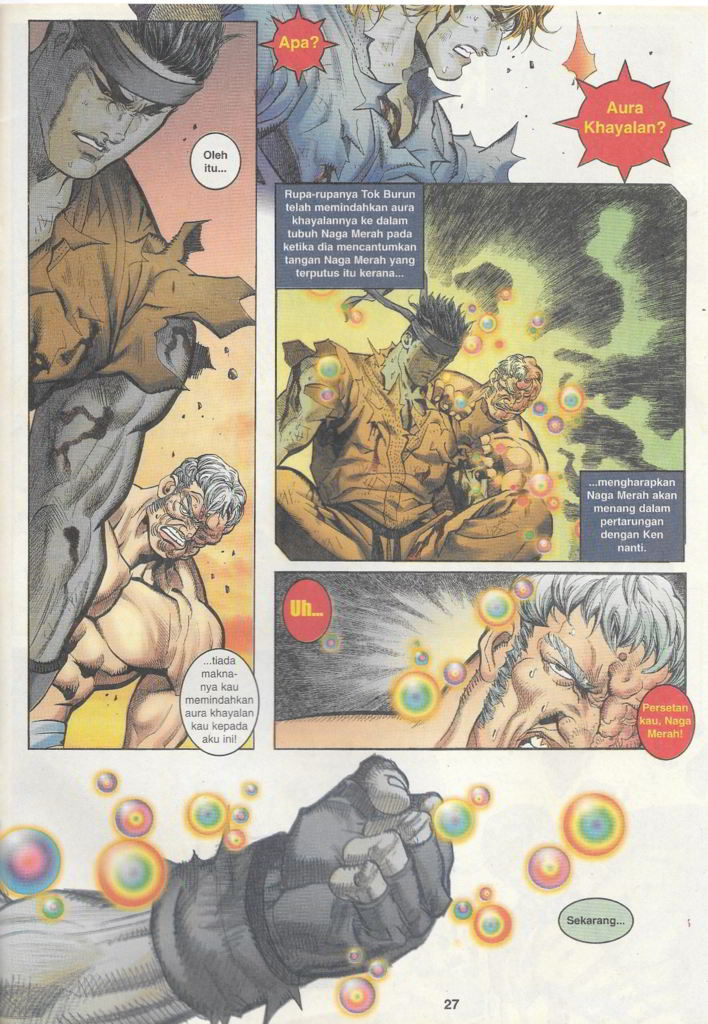 Oleh
itu...
...tiada
makna-
nya kau
memindahkan
aura khayalan
kau kepada
aku ini!
Apa?
Aura
Khayalan?
Rupa-rupanya Tok Burun
telah memindahkan aura
khayalannya ke dalam
tubuh Naga Merah pada
ketika dia mencantumkan
tangan Naga Merah yang
terputus itu kerana...
...mengharapkan
Naga Merah akan
menang dalam
pertarungan
dengan Ken
nanti.
Uh...
Persetan
kau, Naga
Merah!
Sekarang...
27